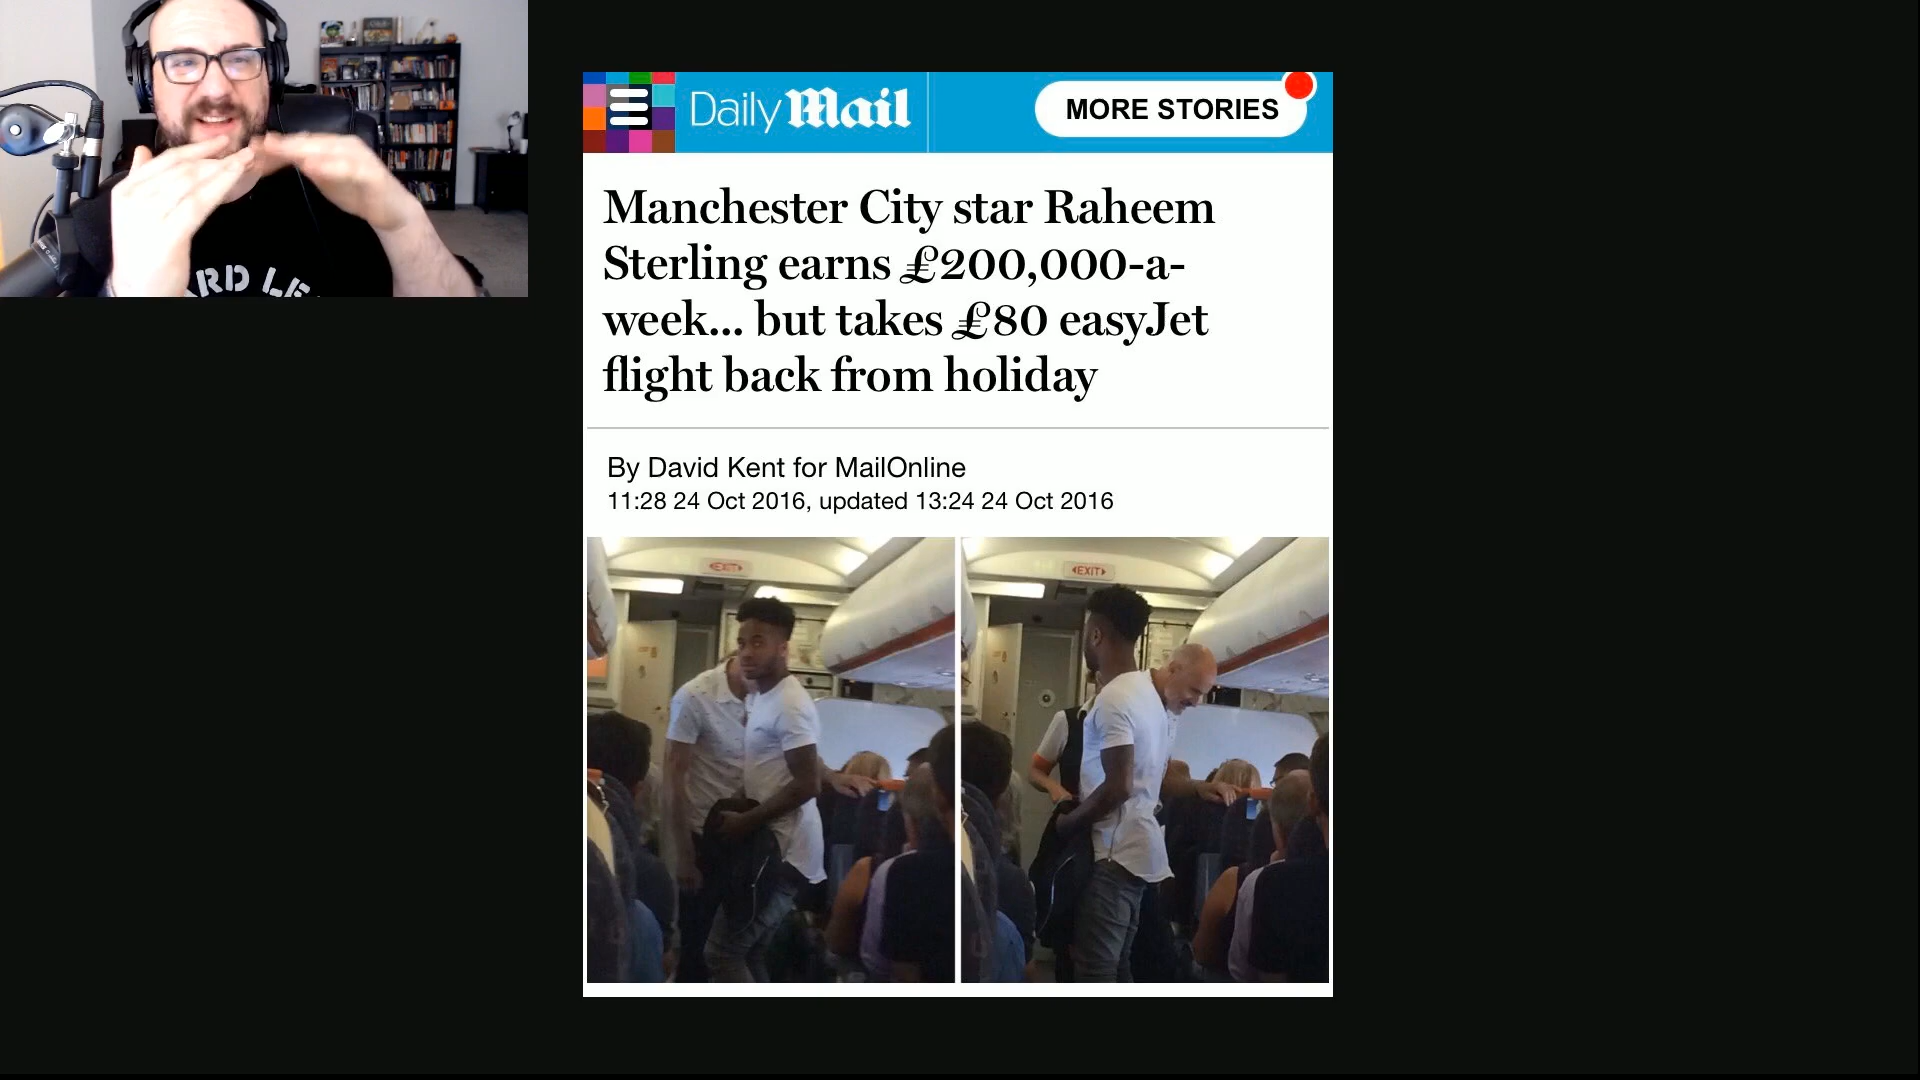 RD LE
Daily Mail
MORE STORIES
Manchester City star Raheem
Sterling earns £200,000-a-
week... but takes £80 easyJet
flight back from holiday
By David Kent for MailOnline
11:28 24 Oct 2016, updated 13:24 24 Oct 2016
EXIT
EXIT